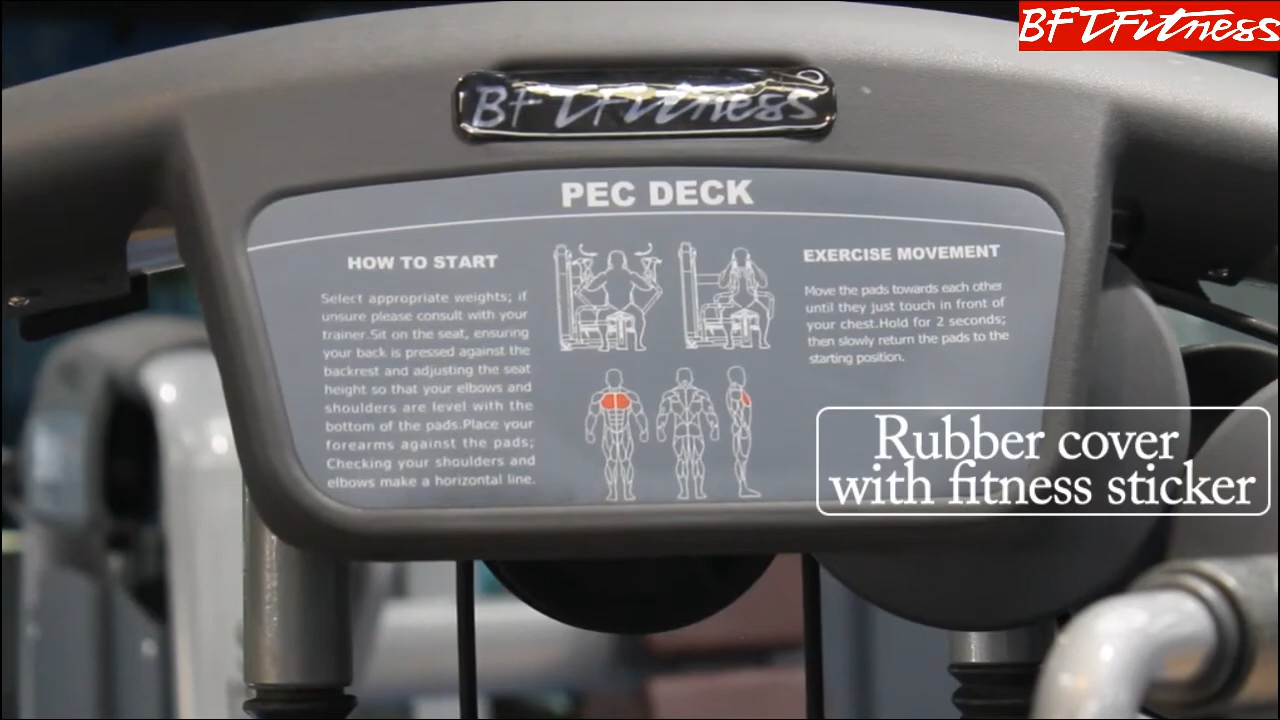 BFTFitness
BFTFitness
PEC DECK
HOW TO START
Select appropriate weights; if
unsure please consult with your
trainer.Sit on the seat, ensuring
your back is pressed against the
backrest and adjusting the seat
height so that your elbows and
shoulders are level with the
bottom of the pads.Place your
forearms against the pads;
Checking your shoulders and
elbows make a horizontal line.
EXERCISE MOVEMENT
Move the pads towards each other
until they just touch in front of
your chest.Hold for 2 seconds;
then slowly return the pads to the
starting position.
Rubber cover
with fitness sticker